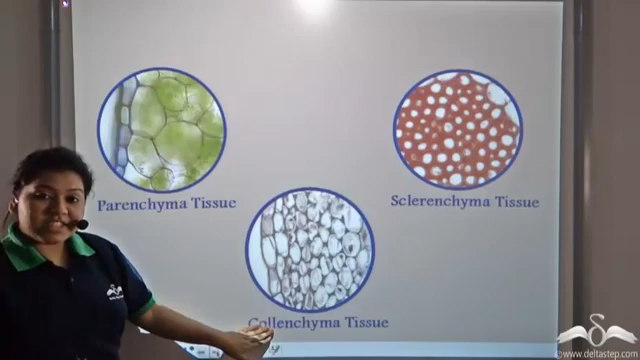 Parenchyma Tissue
Sclerenchyma Tissue
Collenchyma Tissue
©www.deltastep.com